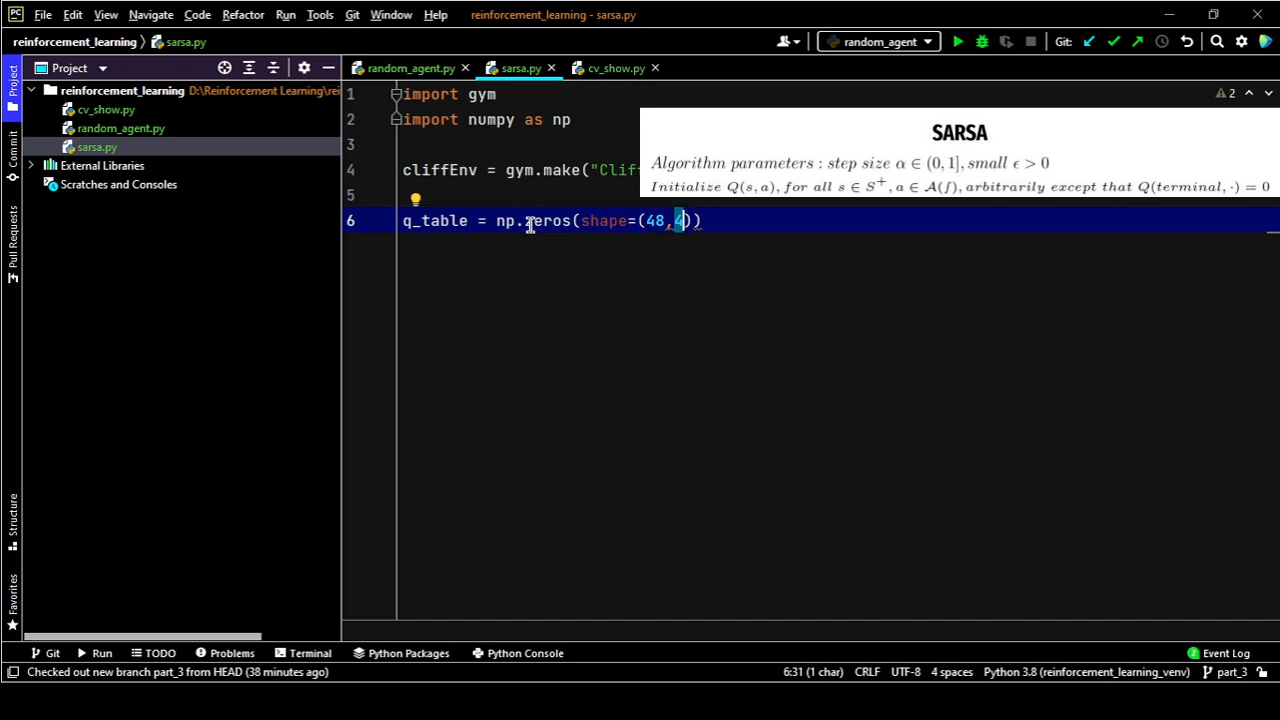 PC File Edit View Navigate Code Refactor Run Tools Git Window Help reinforcement_learning - sarsa.py
reinforcement_learning sarsa.py random_agent Git:
Project random_agent.py sarsa.py cv_show.py
reinforcement_learning D:\Reinforcement Learning\rei
cv_show.py
random_agent.py
sarsa.py
External Libraries
Scratches and Consoles
Project
Commit
Pull Requests
Structure
Favorites
1 import gym
2 import numpy as np
3
4 cliffEnv = gym.make("Clif
5
6 q_table = np.zeros(shape=(48,4))
2
SARSA
Algorithm parameters : step size α ∈ (0, 1], small ϵ > 0
Initialize Q(s, a), for all s ∈ S⁺, a ∈ A(ʃ), arbitrarily except that Q(terminal, ·) = 0
Git Run TODO Problems Terminal Python Packages Python Console 2 Event Log
Checked out new branch part_3 from HEAD (38 minutes ago) 6:31 (1 char) CRLF UTF-8 4 spaces Python 3.8 (reinforcement_learning_venv) part_3